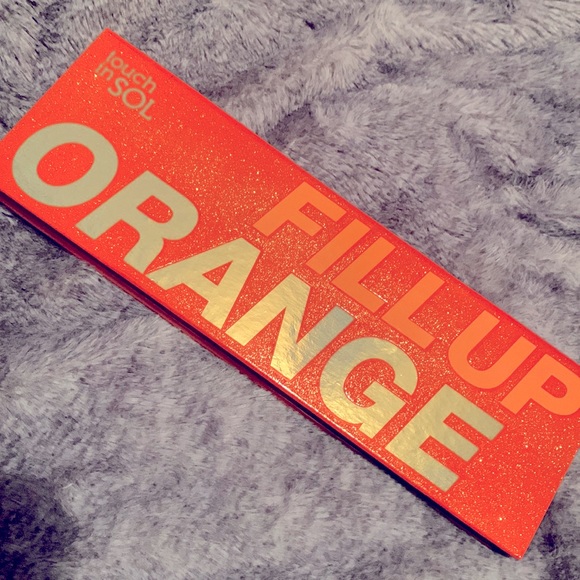 touch
in SOL
FILL UP
ORANGE